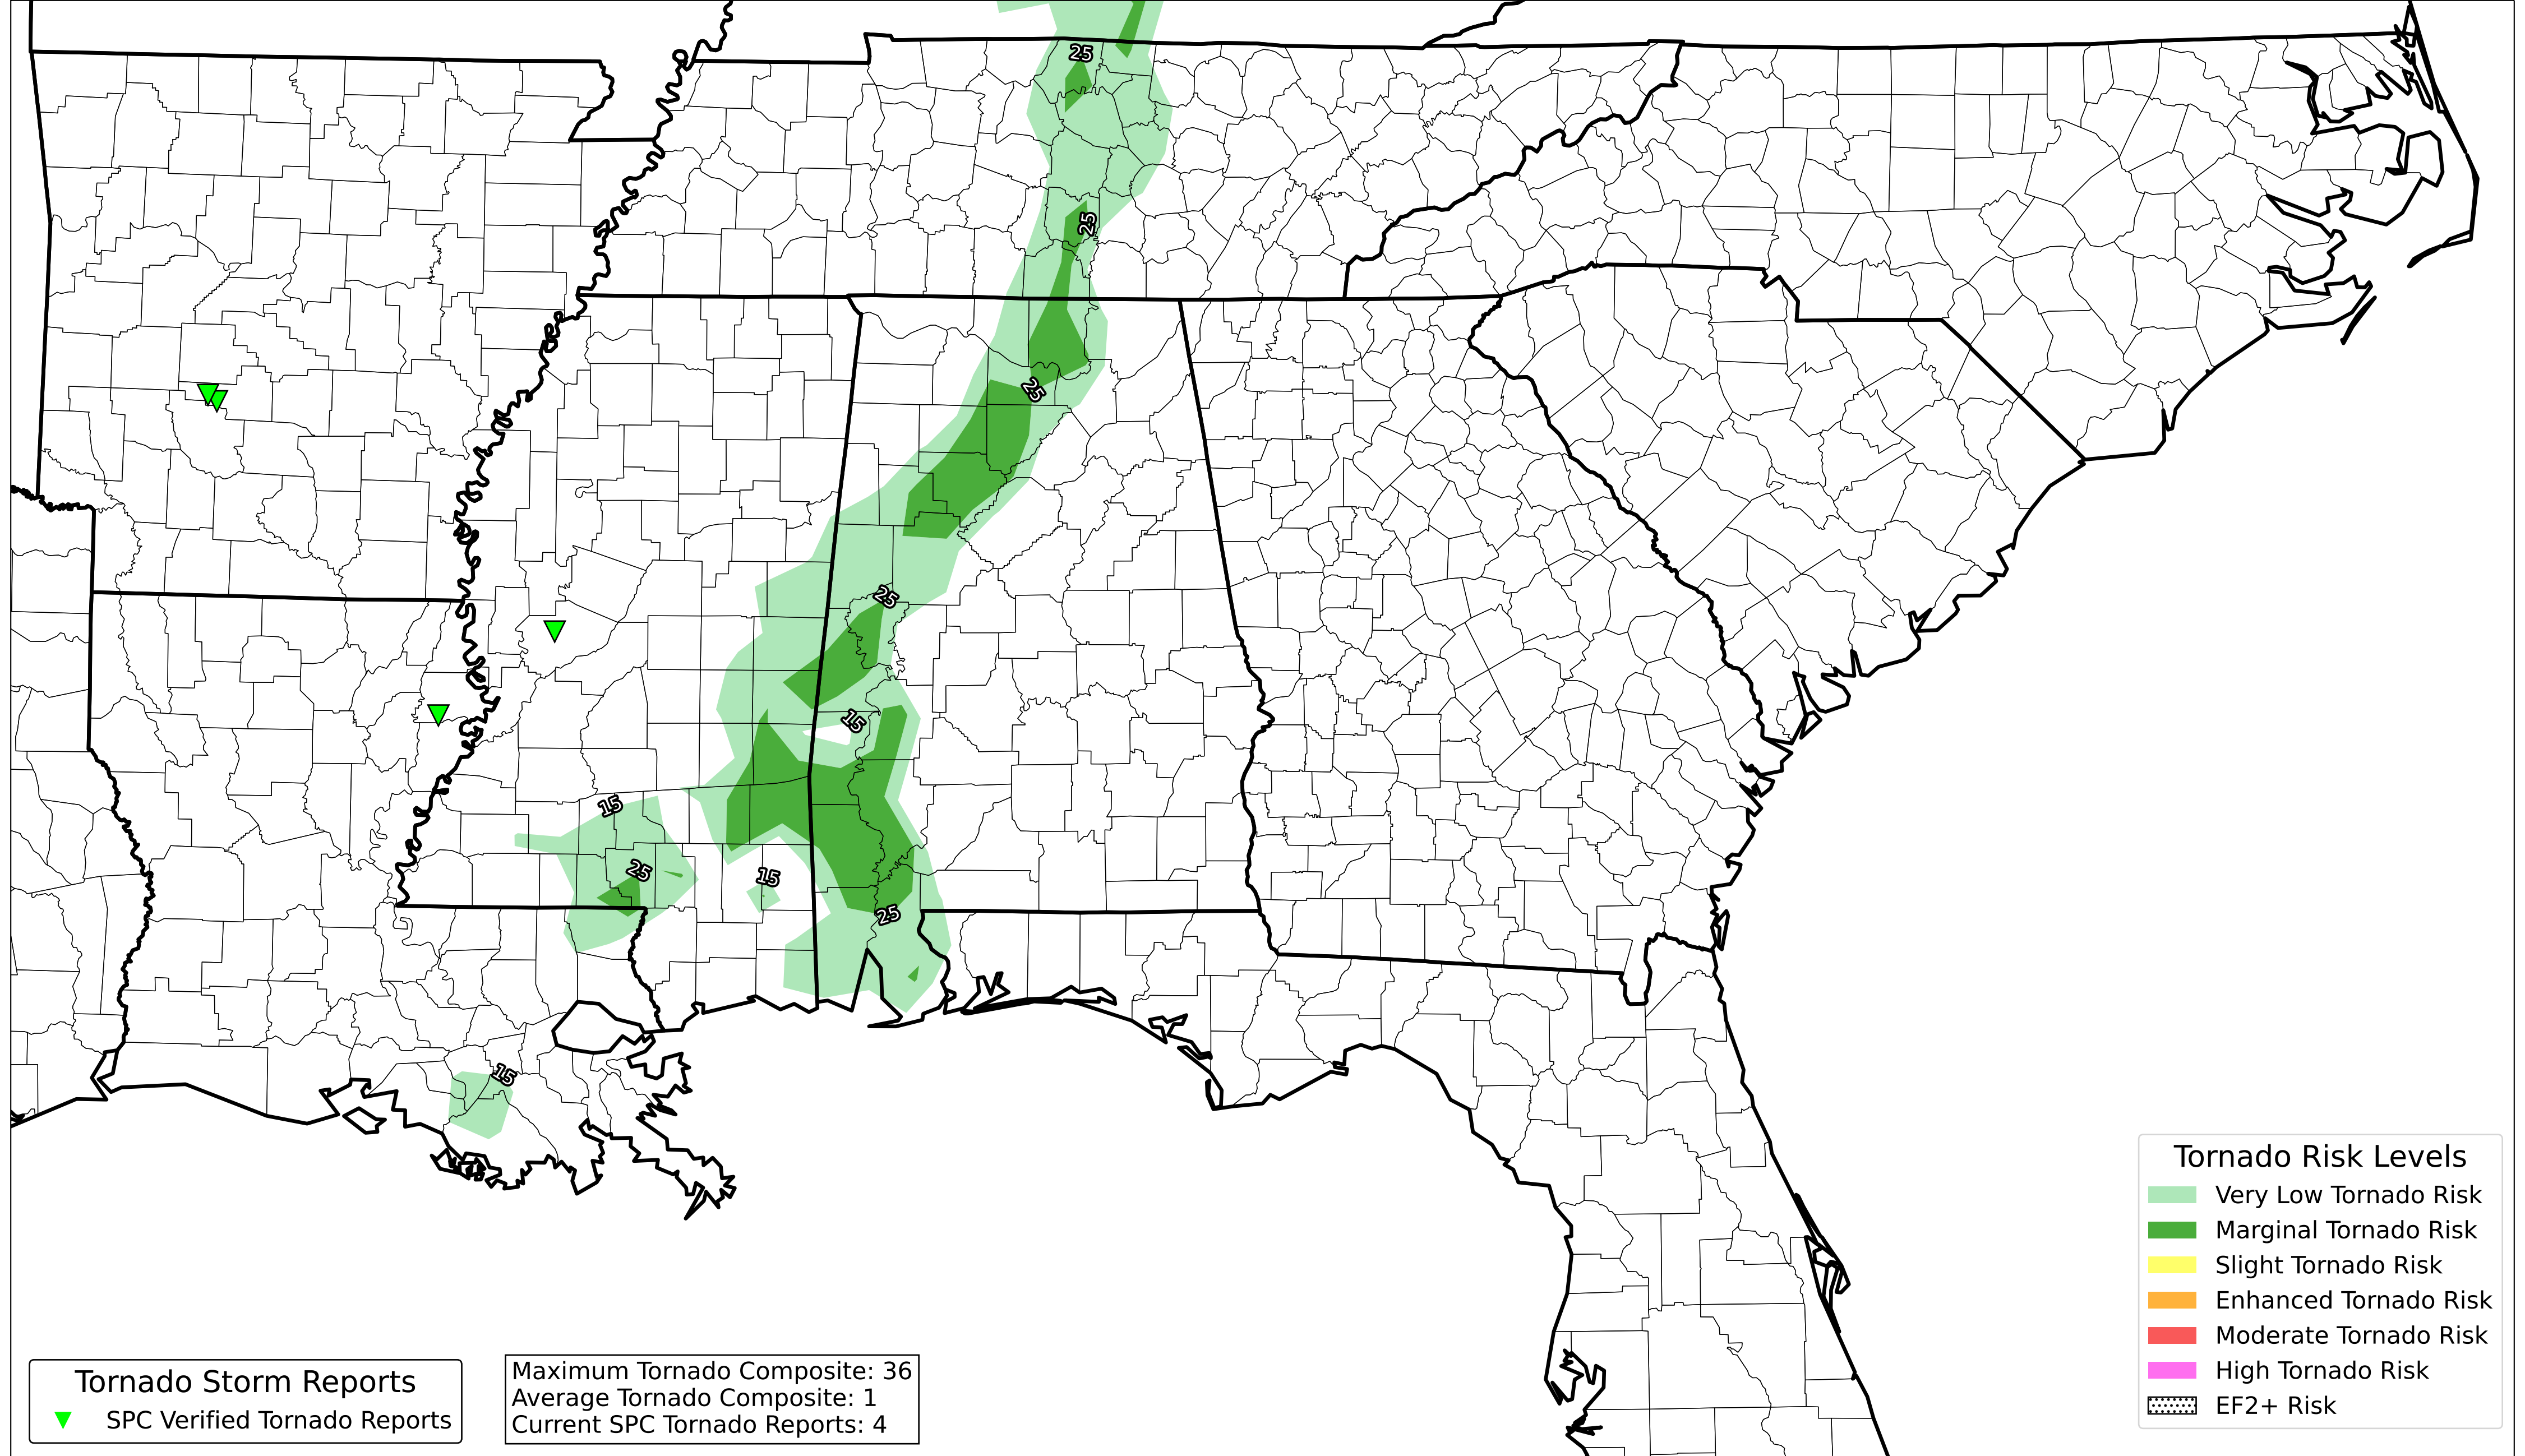 25
25
25
25
15
15
25
15
25
15
Tornado Risk Levels
Very Low Tornado Risk
Marginal Tornado Risk
Slight Tornado Risk
Enhanced Tornado Risk
Moderate Tornado Risk
High Tornado Risk
EF2+ Risk
Tornado Storm Reports
SPC Verified Tornado Reports
Maximum Tornado Composite: 36
Average Tornado Composite: 1
Current SPC Tornado Reports: 4